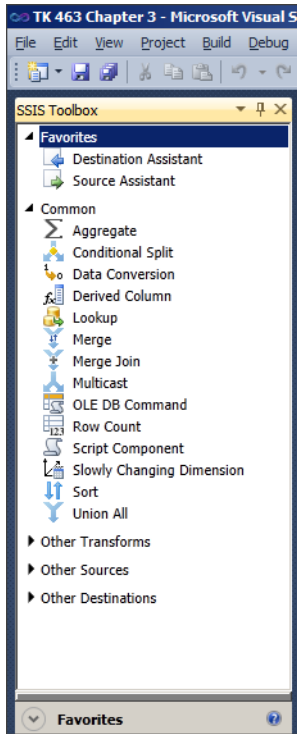 TK 463 Chapter 3 - Microsoft Visual S
File Edit View Project Build Debug
SSIS Toolbox
Favorites
Destination Assistant
Source Assistant
Common
Aggregate
Conditional Split
Data Conversion
Derived Column
Lookup
Merge
Merge Join
Multicast
OLE DB Command
Row Count
Script Component
Slowly Changing Dimension
Sort
Union All
Other Transforms
Other Sources
Other Destinations
Favorites